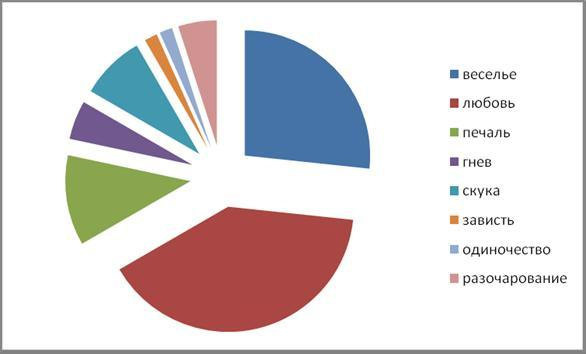 веселье
любовь
печаль
гнев
скука
зависть
одиночество
разочарование